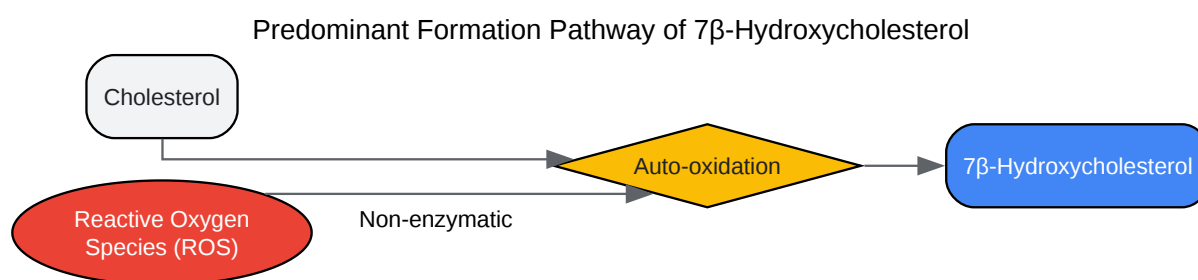 Predominant Formation Pathway of 7β-Hydroxycholesterol
Cholesterol
Auto-oxidation
7β-Hydroxycholesterol
Reactive Oxygen
Species (ROS)
Non-enzymatic